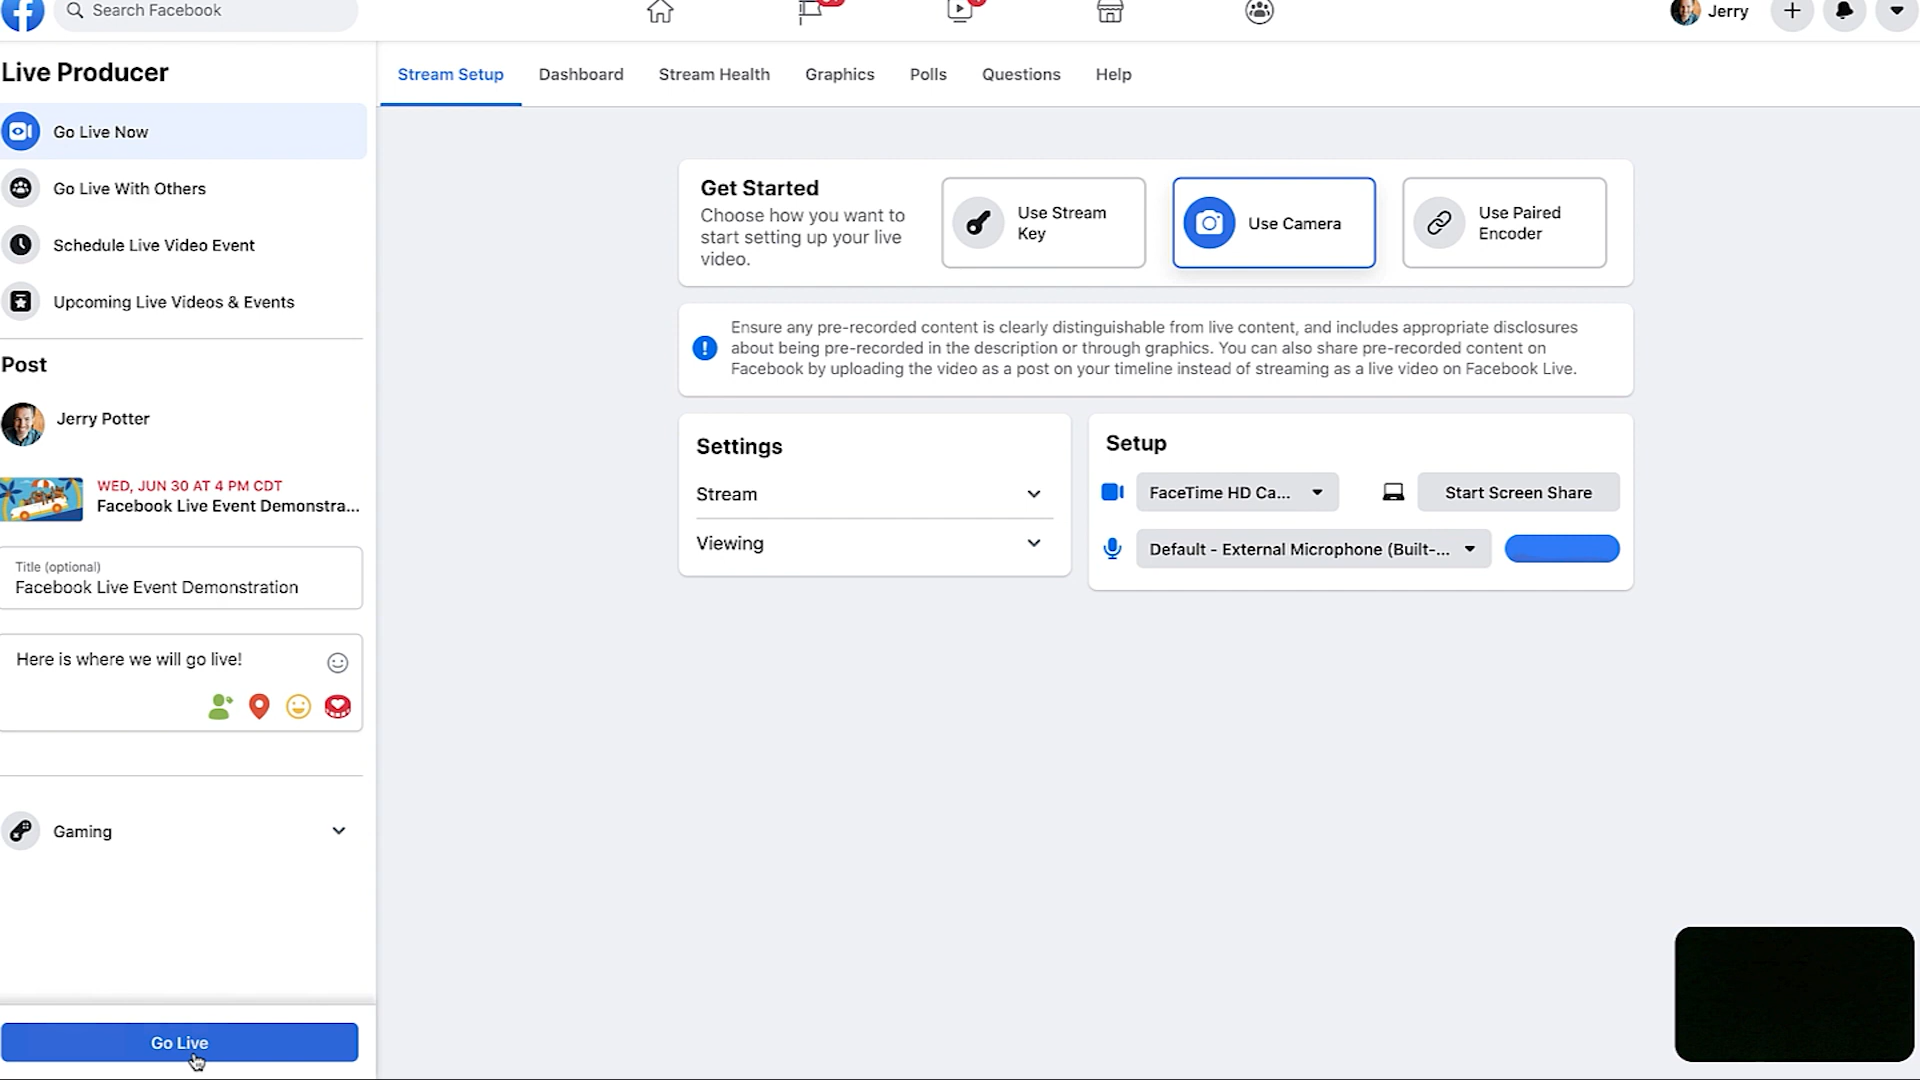 Search Facebook
Jerry
Live Producer
Stream Setup
Dashboard
Stream Health
Graphics
Polls
Questions
Help
Go Live Now
Go Live With Others
Schedule Live Video Event
Upcoming Live Videos & Events
Post
Jerry Potter
WED, JUN 30 AT 4 PM CDT
Facebook Live Event Demonstra...
Title (optional)
Facebook Live Event Demonstration
Here is where we will go live!
Gaming
Go Live
Get Started
Choose how you want to
start setting up your live
video.
Use Stream
Key
Use Camera
Use Paired
Encoder
Ensure any pre-recorded content is clearly distinguishable from live content, and includes appropriate disclosures
about being pre-recorded in the description or through graphics. You can also share pre-recorded content on
Facebook by uploading the video as a post on your timeline instead of streaming as a live video on Facebook Live.
Settings
Stream
Viewing
Setup
FaceTime HD Ca...
Start Screen Share
Default - External Microphone (Built-...